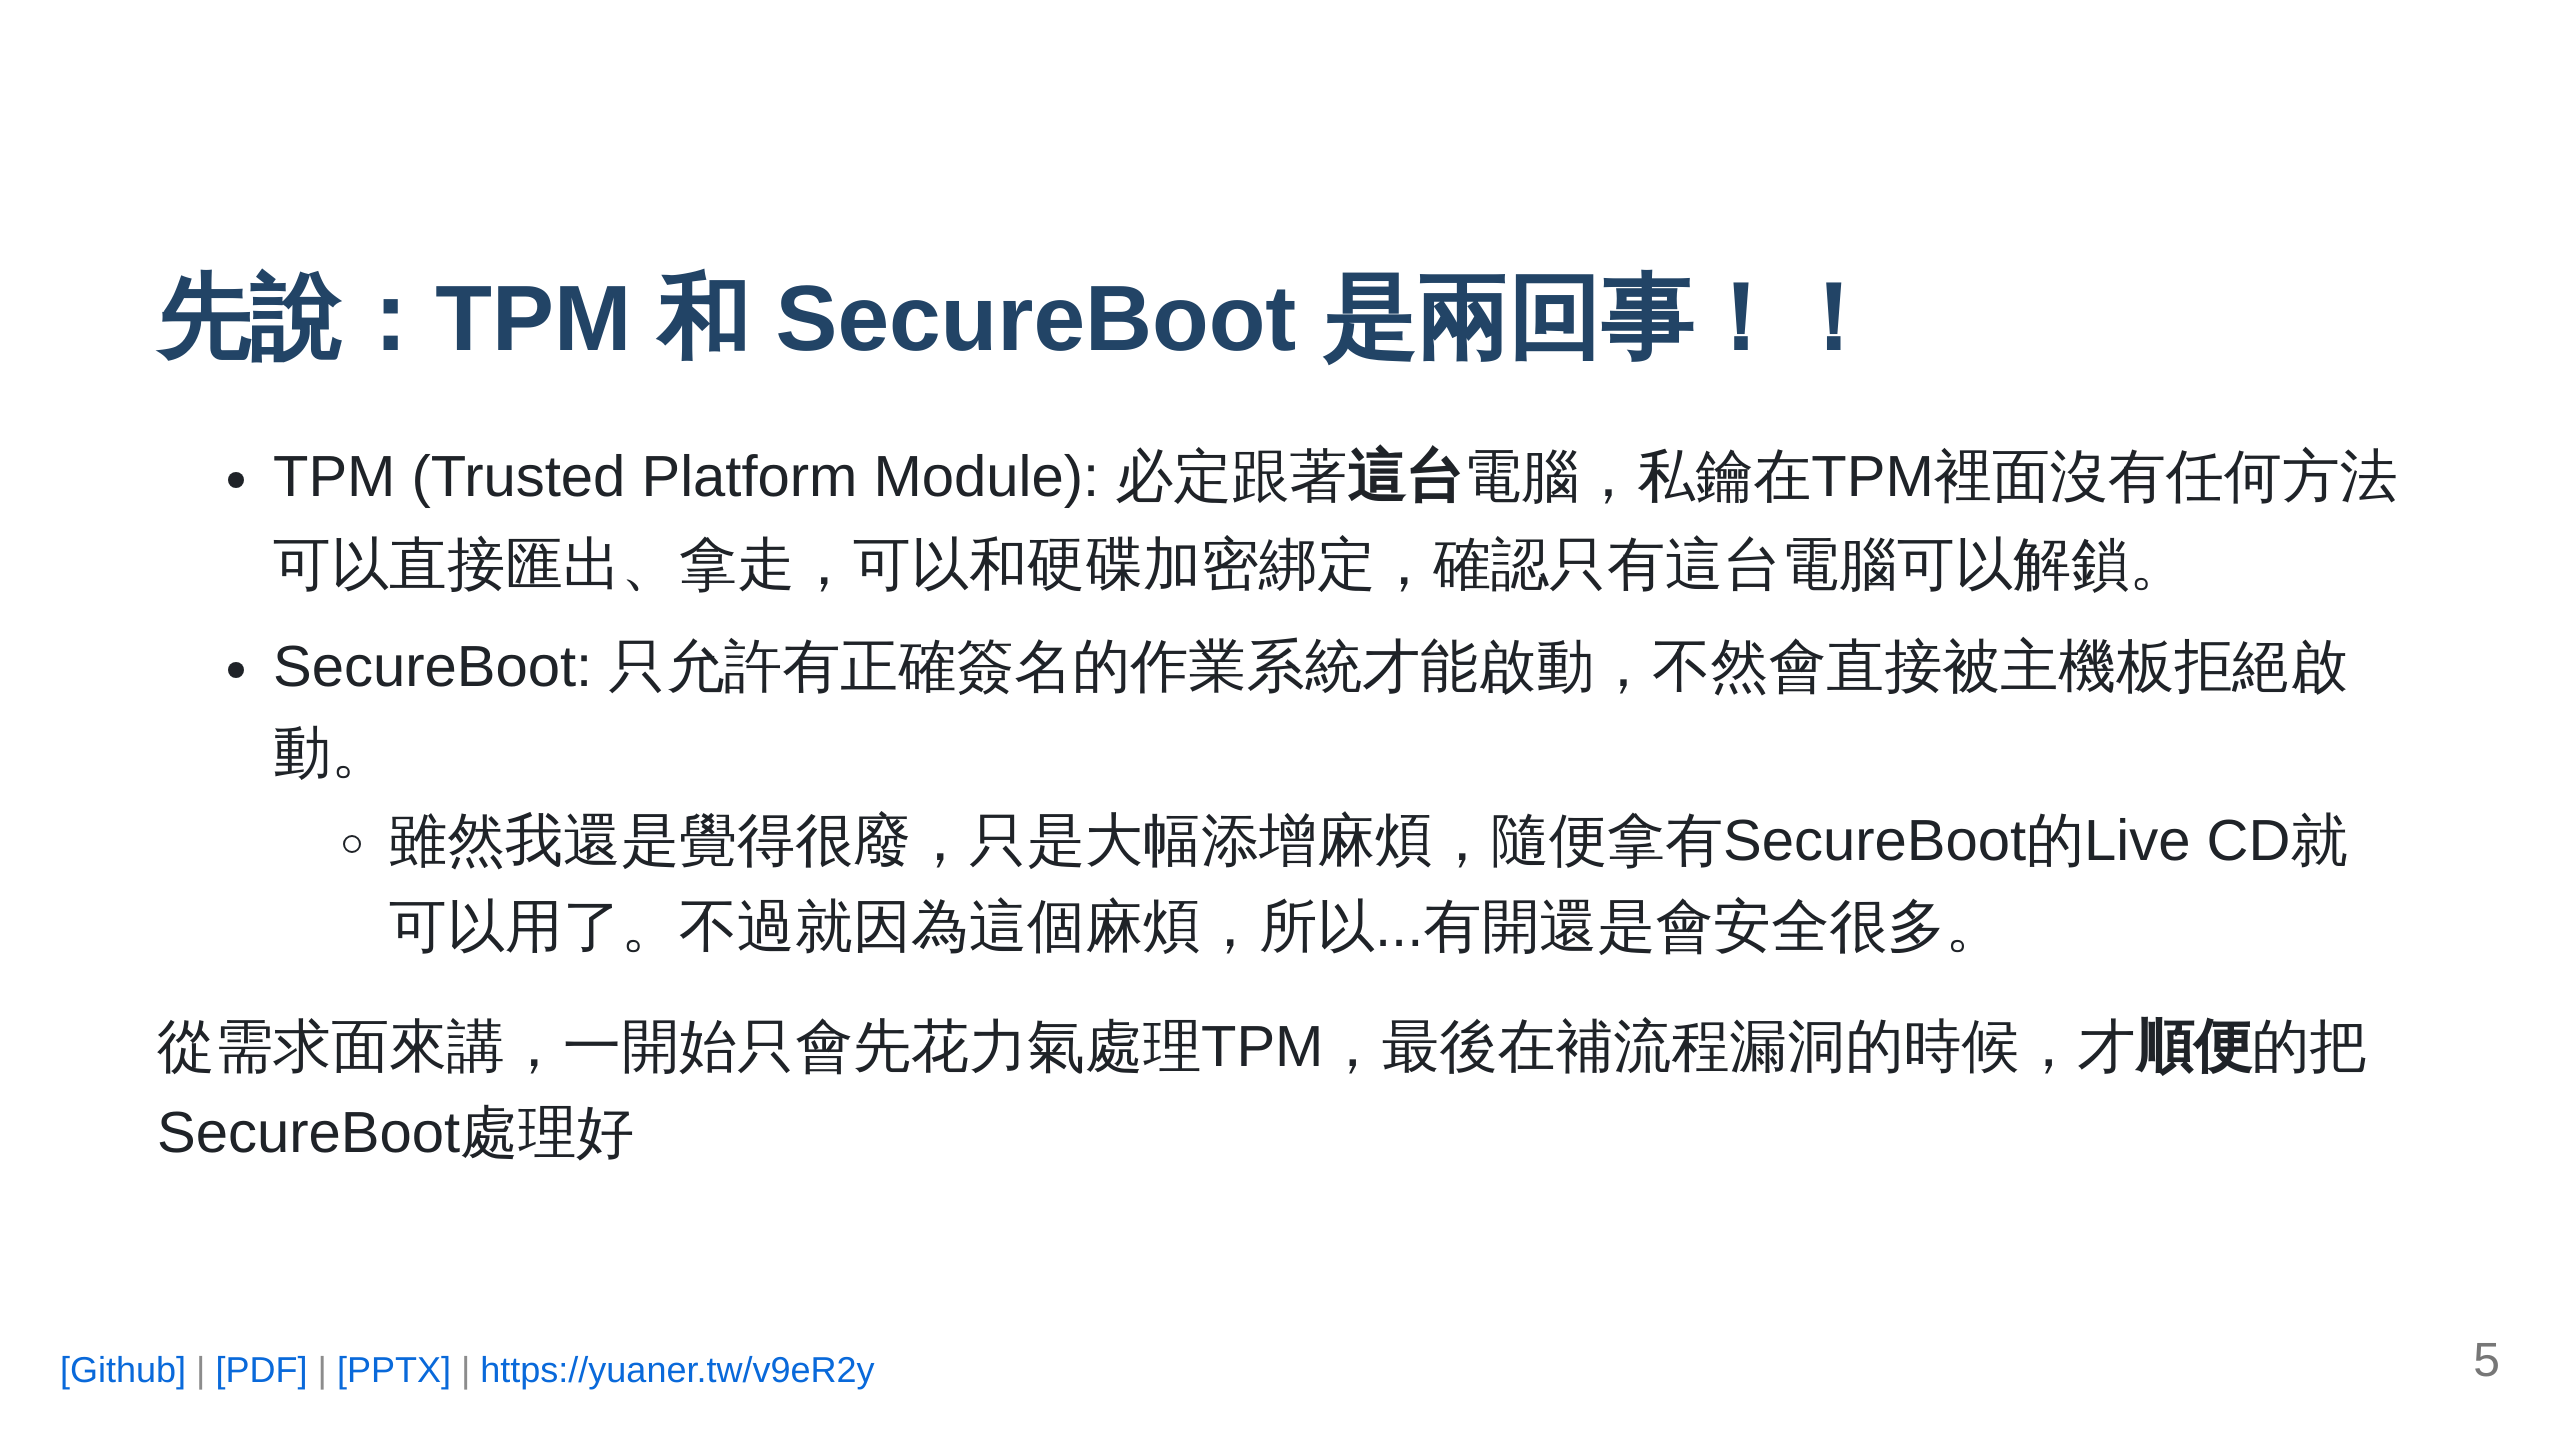 先說：TPM 和 SecureBoot 是兩回事！！
• TPM (Trusted Platform Module): 必定跟著這台電腦，私鑰在TPM裡面沒有任何方法
可以直接匯出、拿走，可以和硬碟加密綁定，確認只有這台電腦可以解鎖。
• SecureBoot: 只允許有正確簽名的作業系統才能啟動，不然會直接被主機板拒絕啟
動。
◦ 雖然我還是覺得很廢，只是大幅添增麻煩，隨便拿有SecureBoot的Live CD就
可以用了。不過就因為這個麻煩，所以...有開還是會安全很多。
從需求面來講，一開始只會先花力氣處理TPM，最後在補流程漏洞的時候，才順便的把
SecureBoot處理好
[Github] | [PDF] | [PPTX] | https://yuaner.tw/v9eR2y
5